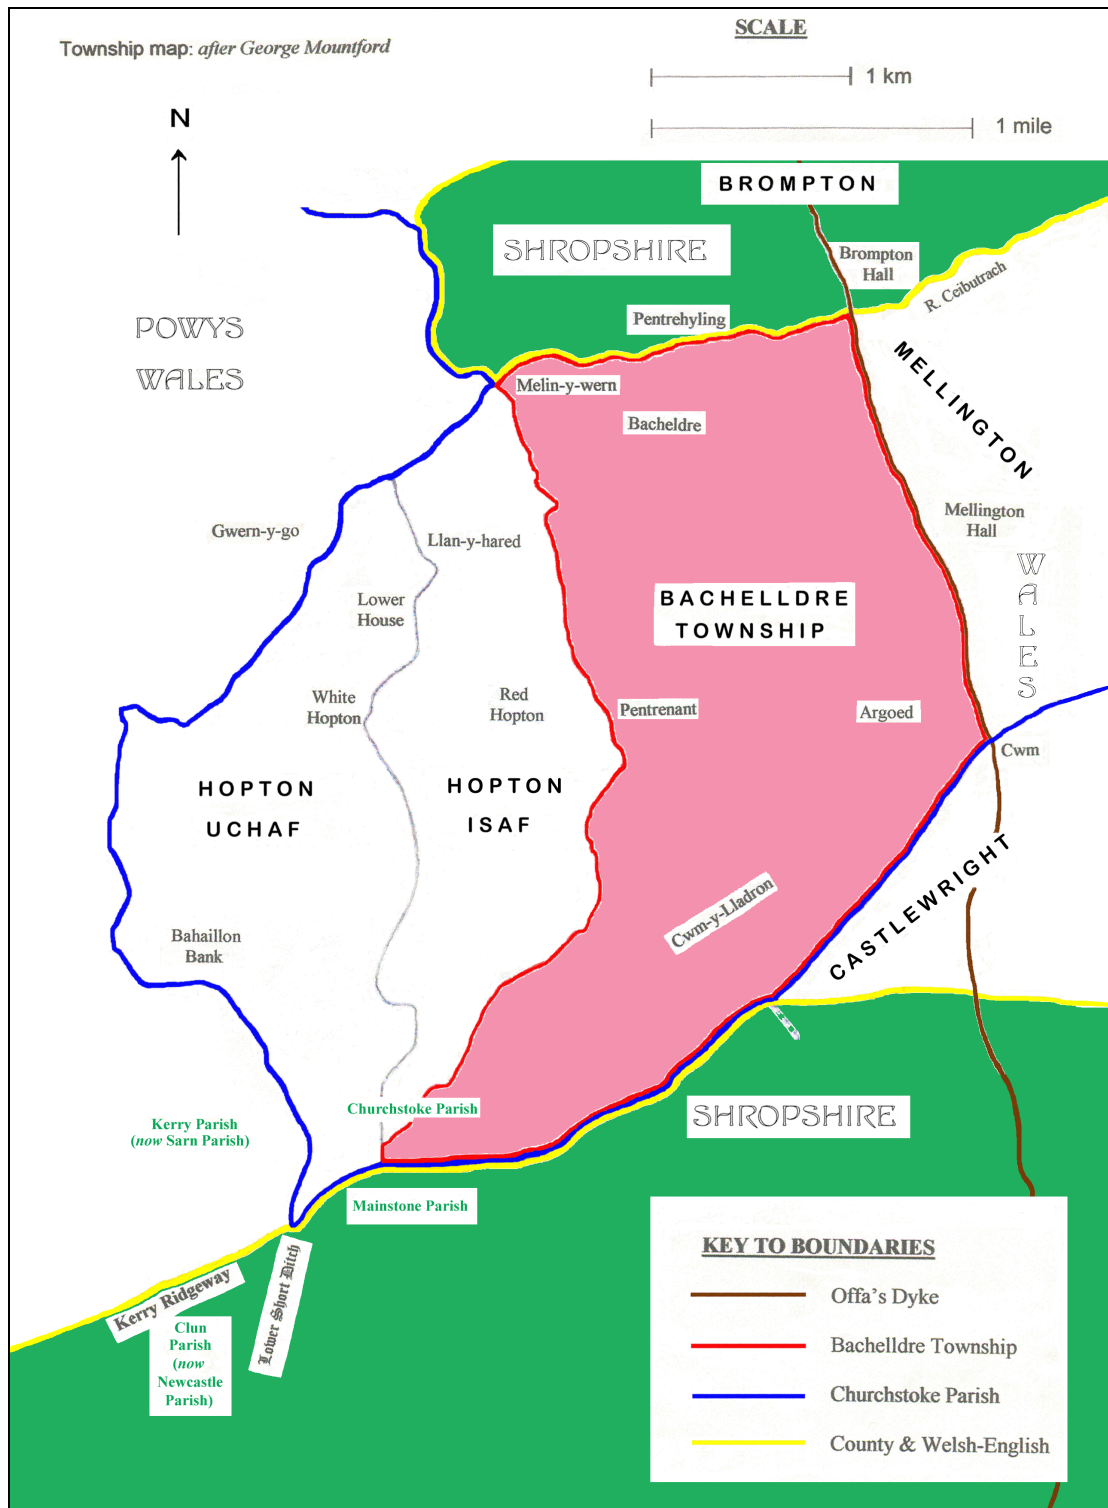 Township map: after George Mountford
SCALE
1 km
1 mile
N
BROMPTON
SHROPSHIRE
Brompton
Hall
R. Ceibutrach
Pentrehyling
POWYS
WALES
MELLINGTON
Melin-y-wern
Bacheldre
Mellington
Hall
Gwern-y-go
Llan-y-hared
WALES
Lower
House
BACHELLDRE
TOWNSHIP
White
Hopton
Red
Hopton
Pentrenant
Argoed
Cwm
HOPTON
UCHAF
HOPTON
ISAF
CASTLEWRIGHT
Cwm-y-Lladron
Bahaillon
Bank
Churchstoke Parish
SHROPSHIRE
Kerry Parish
(now Sarn Parish)
Mainstone Parish
Kerry Ridgeway
Lower Short Ditch
Clun
Parish
(now
Newcastle
Parish)
KEY TO BOUNDARIES
Offa's Dyke
Bachelldre Township
Churchstoke Parish
County & Welsh-English